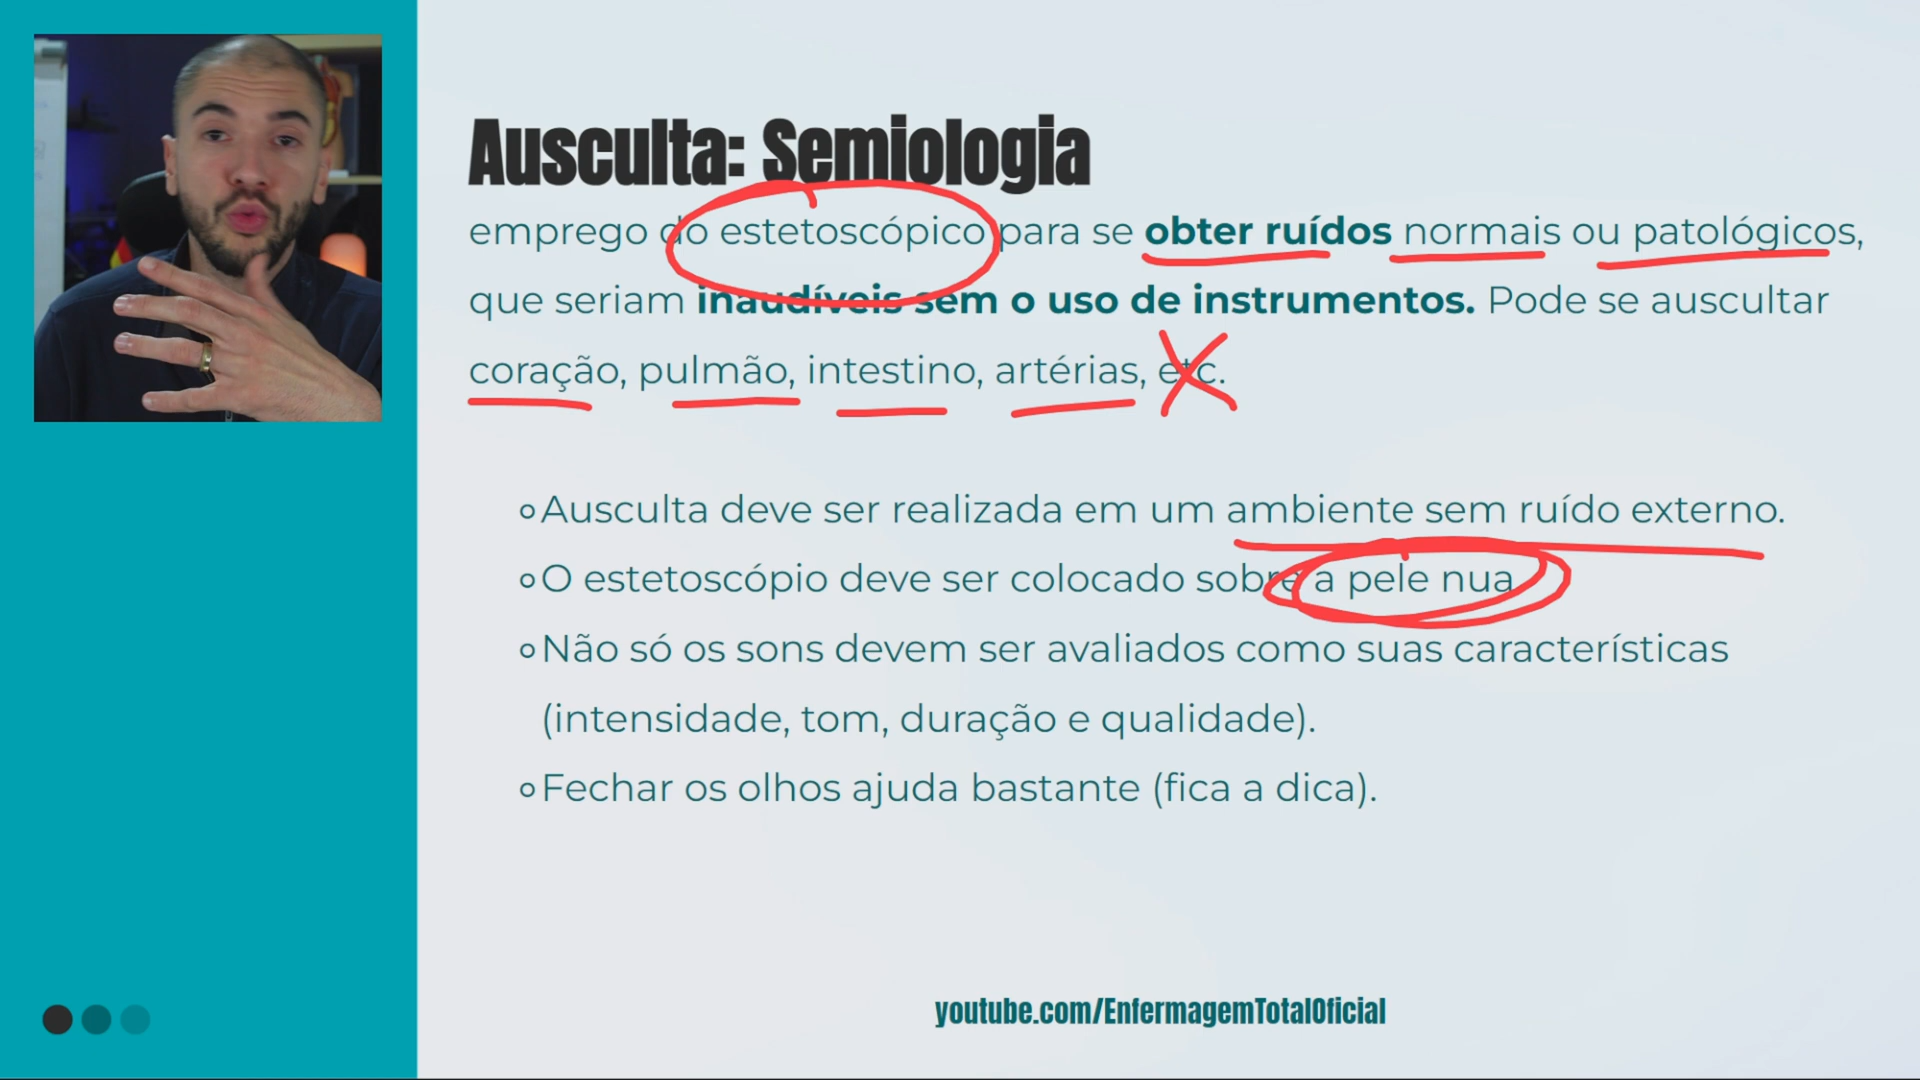 Ausculta: Semiologia
emprego do estetoscópico para se obter ruídos normais ou patológicos,
que seriam inaudíveis sem o uso de instrumentos. Pode se auscultar
coração, pulmão, intestino, artérias, etc.
Ausculta deve ser realizada em um ambiente sem ruído externo.
O estetoscópio deve ser colocado sobre a pele nua
Não só os sons devem ser avaliados como suas características
(intensidade, tom, duração e qualidade).
Fechar os olhos ajuda bastante (fica a dica).
youtube.com/EnfermagemTotalOficial